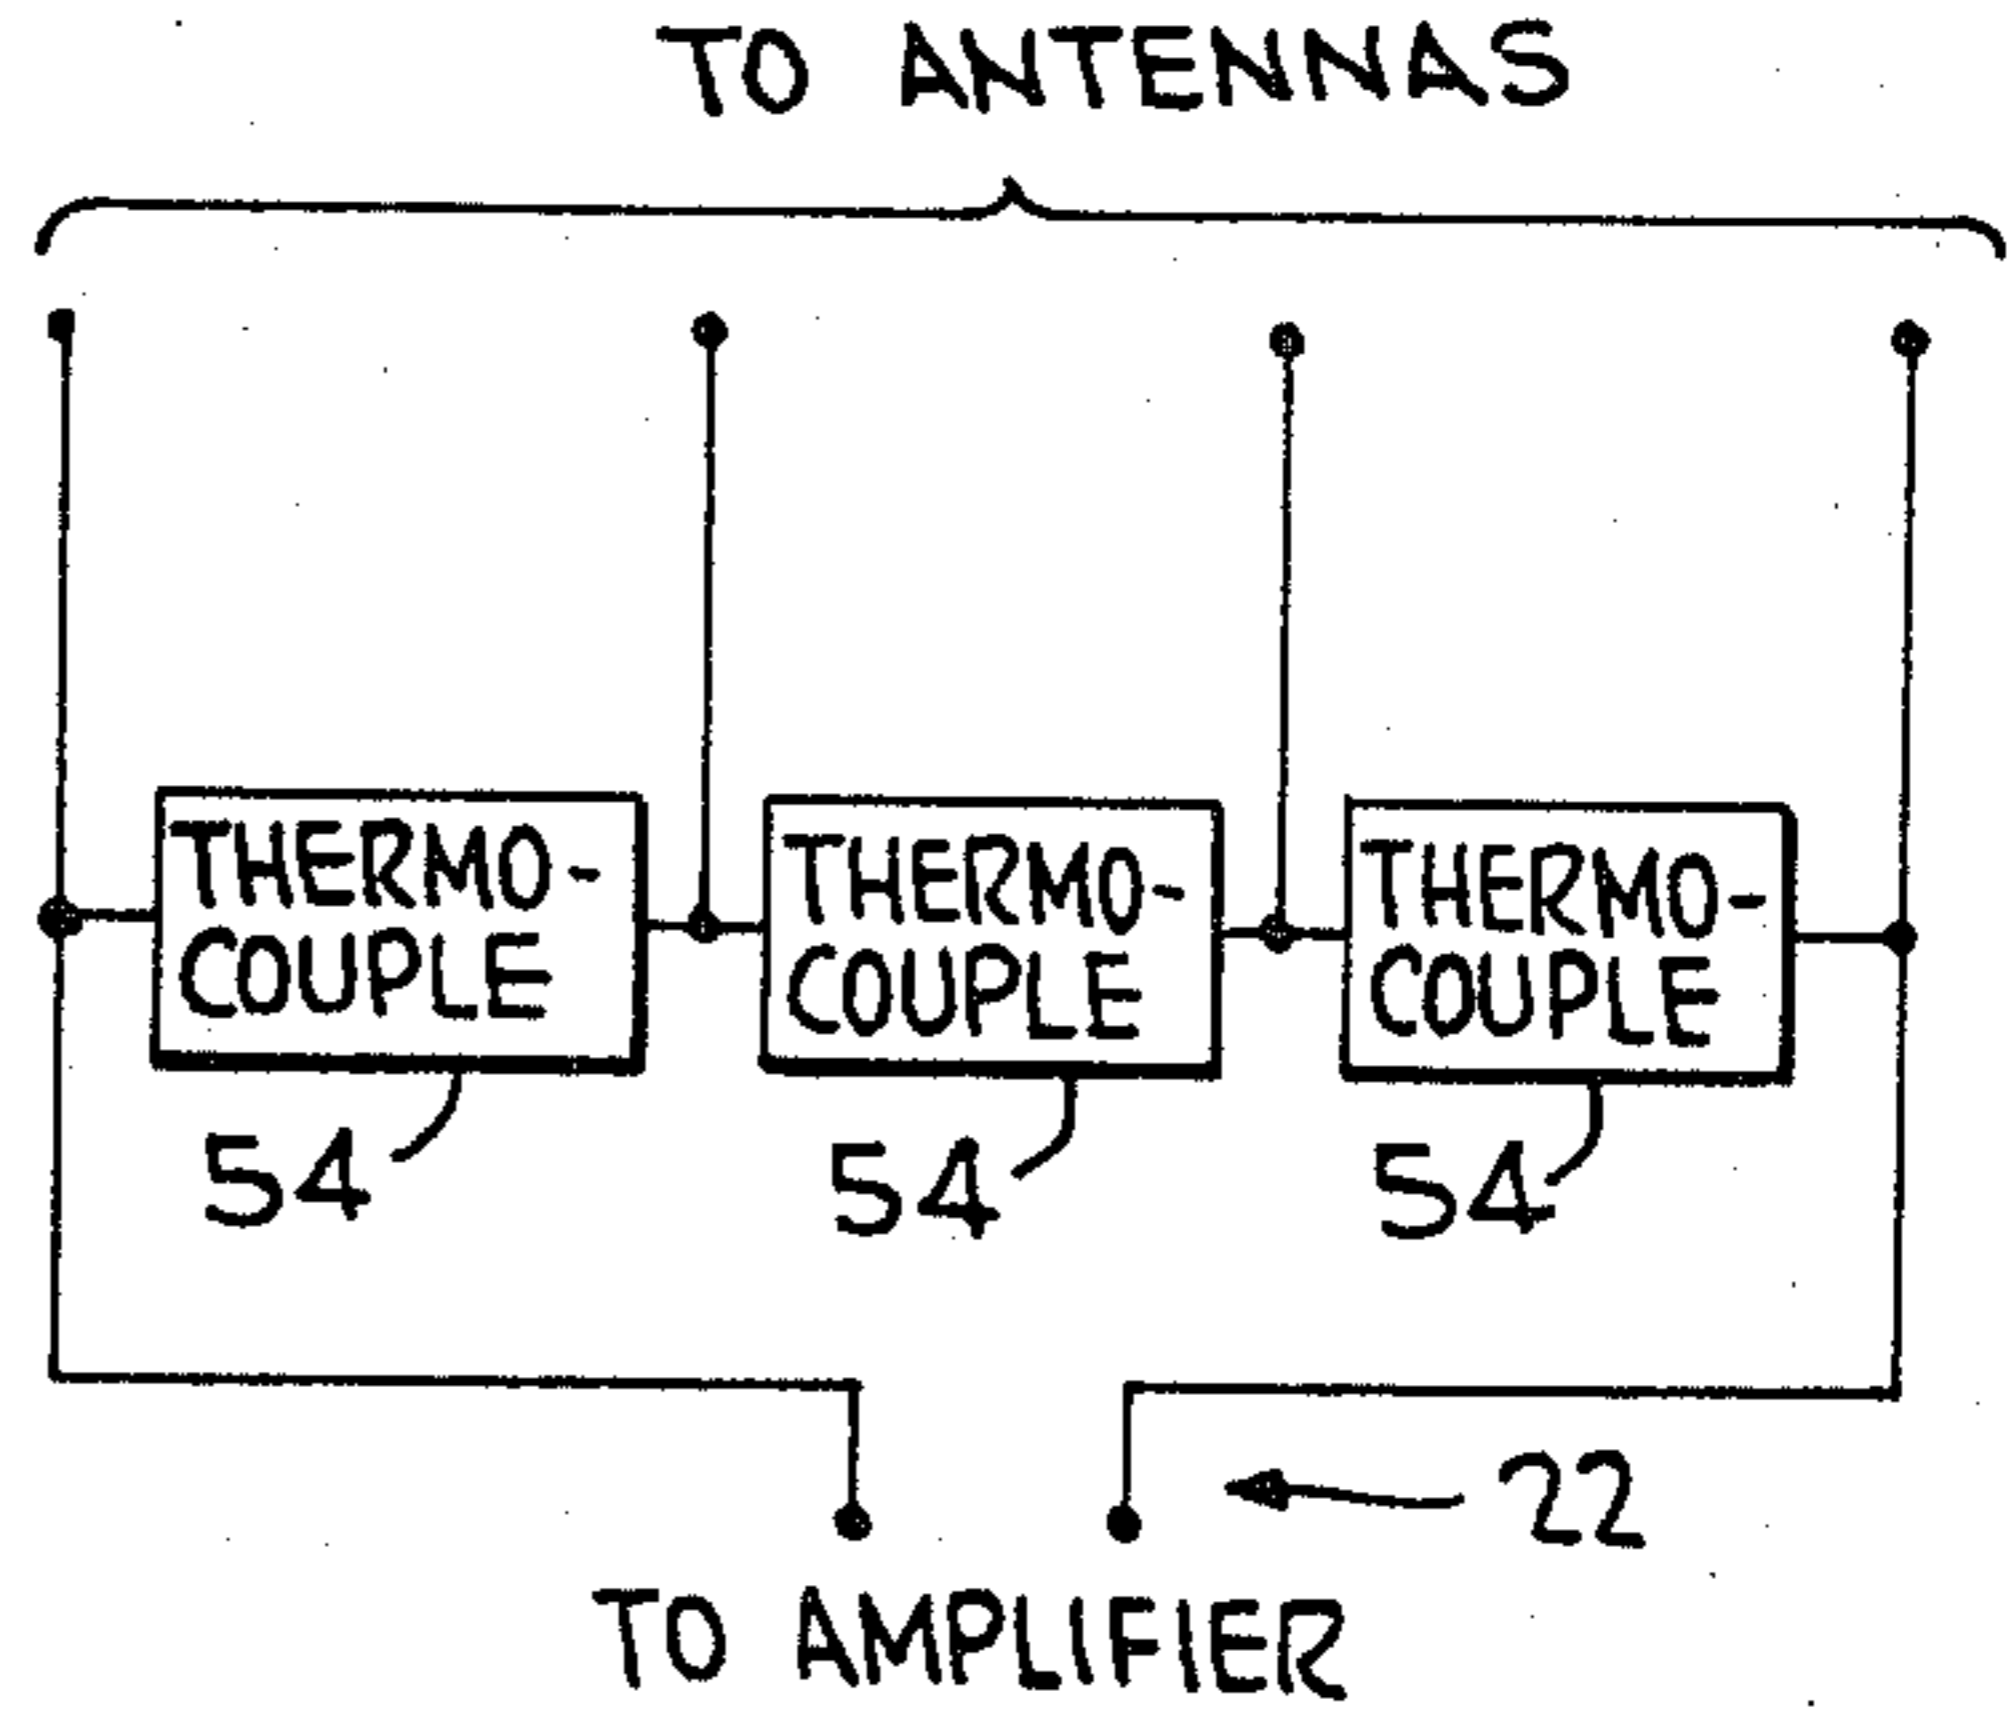 TO ANTENNAS
THERMO-
COUPLE
THERMO-
COUPLE
THERMO-
COUPLE
54
54
54
22
TO AMPLIFIER